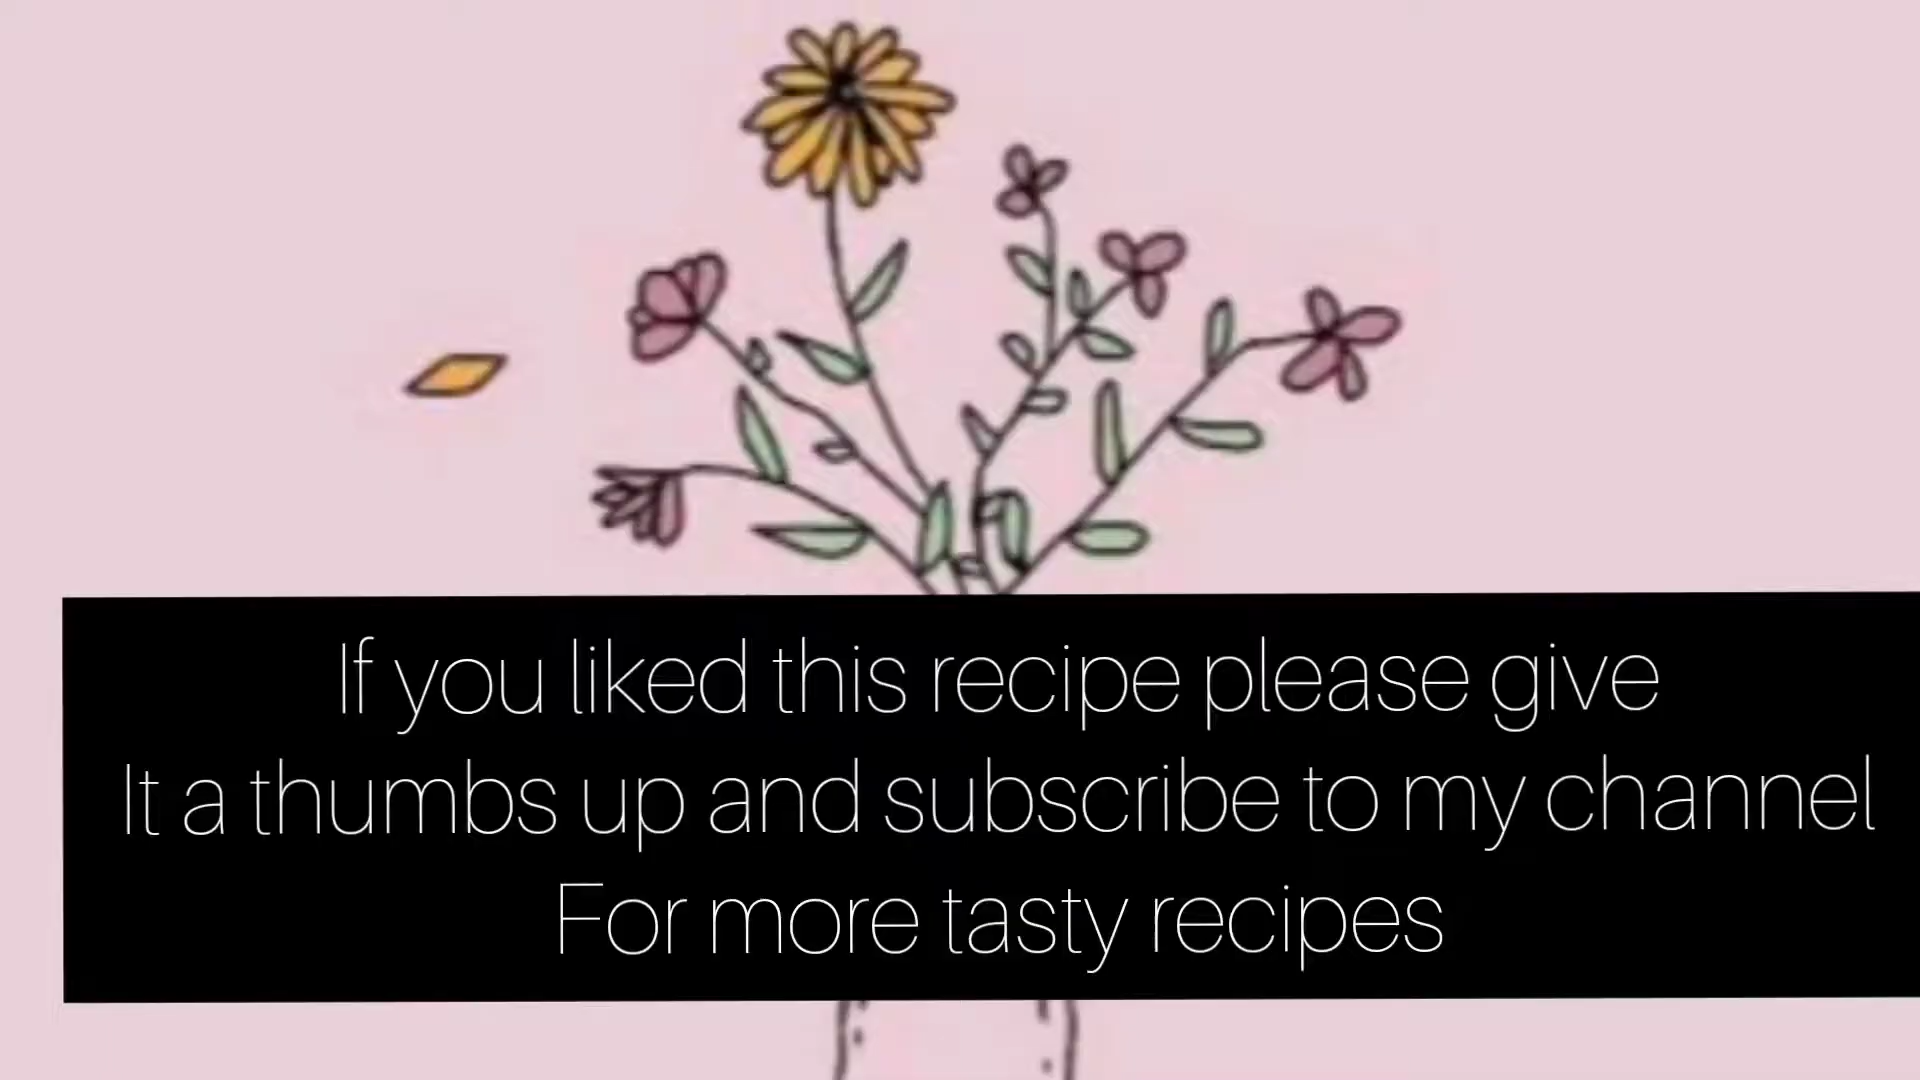 If you liked this recipe please give
It a thumbs up and subscribe to my channel
For more tasty recipes